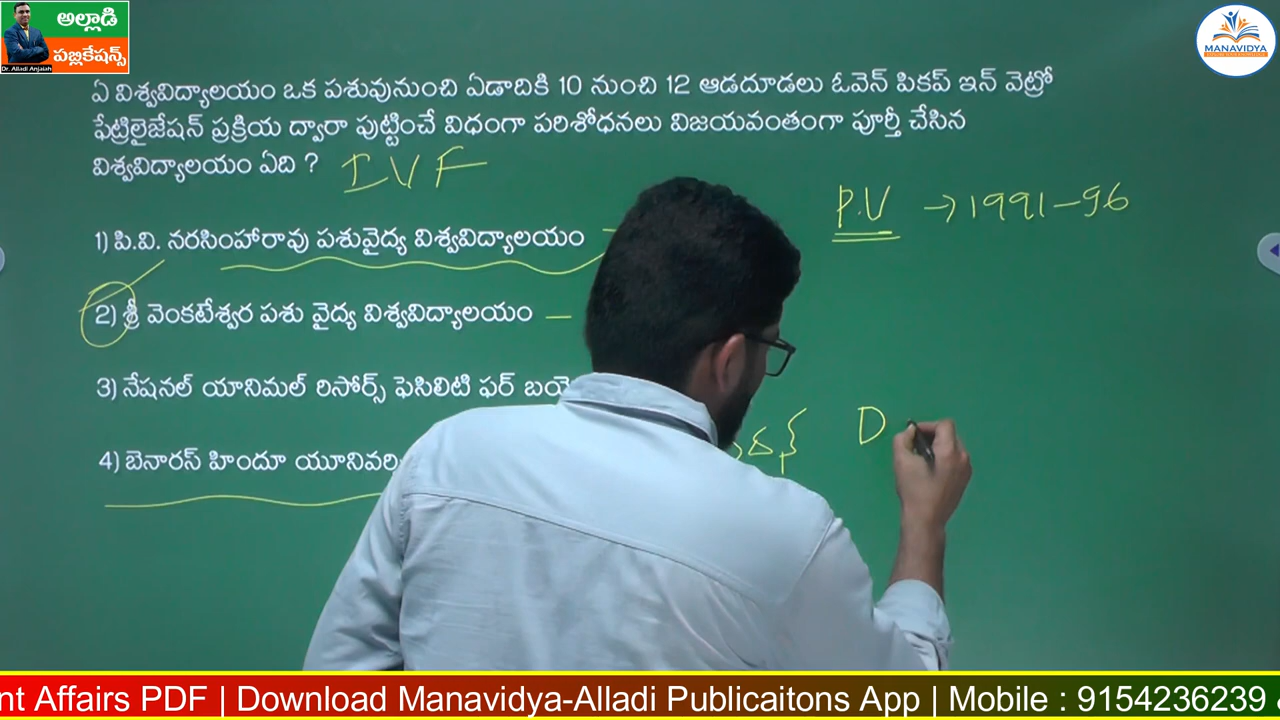 అల్లాడి
పబ్లికేషన్స్
Dr. Alladi Anjaiah
MANAVIDYA
ఏ విశ్వవిద్యాలయం ఒక పశువునుంచి ఏడాదికి 10 నుంచి 12 ఆడదూడలు ఓవెన్ పికప్ ఇన్ వెట్రో
ఫేట్రిలైజేషన్ ప్రక్రియ ద్వారా పుట్టించే విధంగా పరిశోధనలు విజయవంతంగా పూర్తి చేసిన
విశ్వవిద్యాలయం ఏది ? IVF
P.V → 1991-96
1) పి.వి. నరసింహారావు పశువైద్య విశ్వవిద్యాలయం
2) శ్రీ వెంకటేశ్వర పశు వైద్య విశ్వవిద్యాలయం
3) నేషనల్ యానిమల్ రిసోర్స్ ఫెసిలిటి ఫర్
D
4) బెనారస్ హిందూ
nt Affairs PDF | Download Manavidya-Alladi Publicaitons App | Mobile : 9154236239